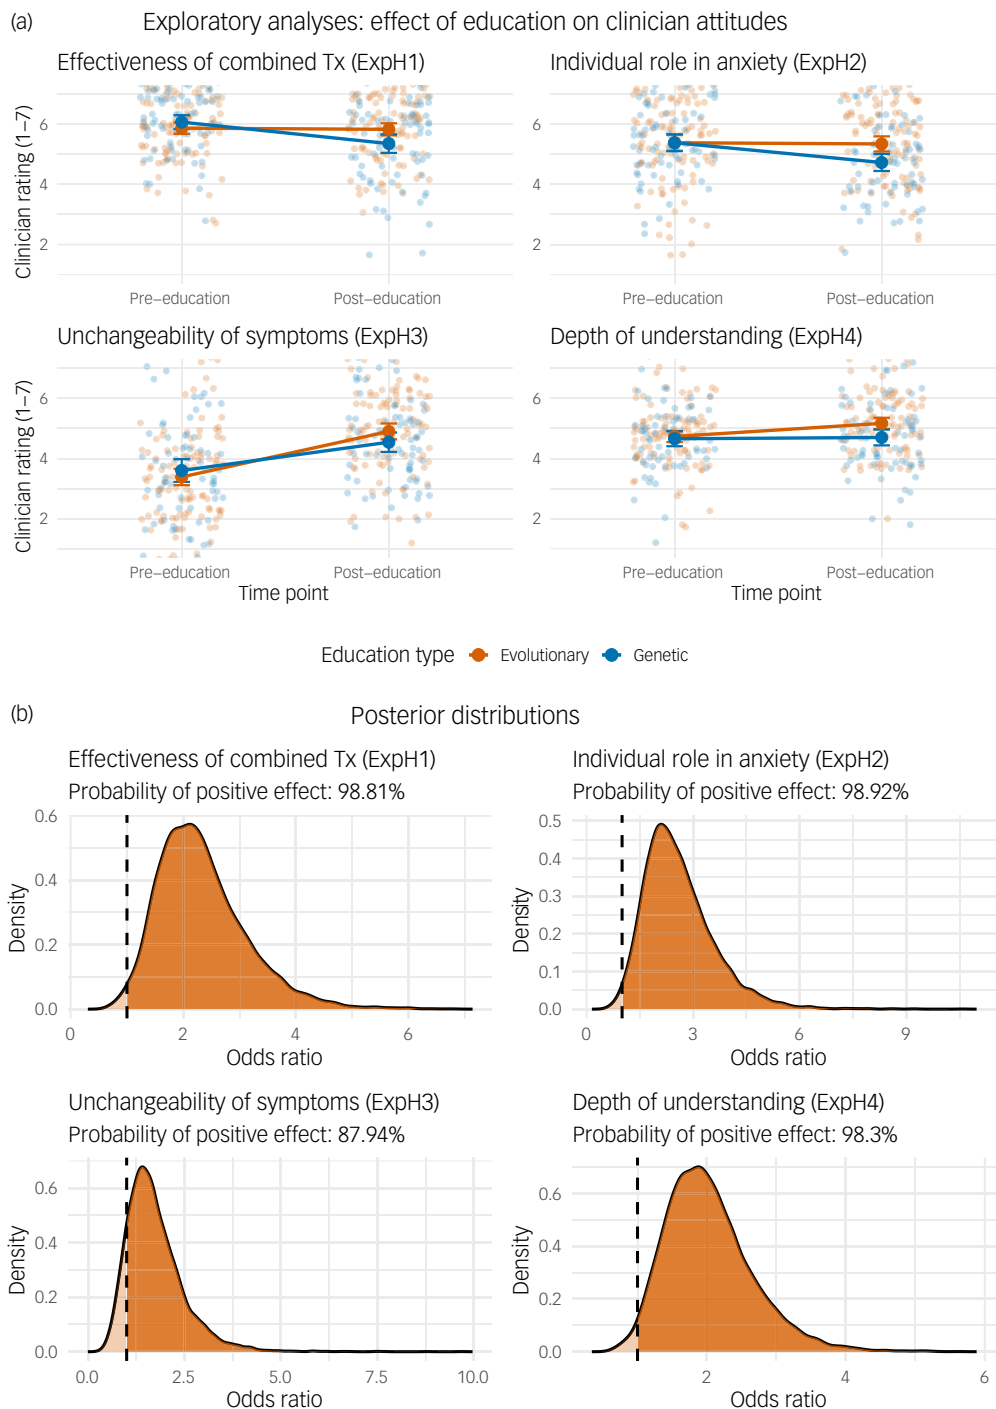 (a)
Exploratory analyses: effect of education on clinician attitudes
Effectiveness of combined Tx (ExpH1)
Individual role in anxiety (ExpH2)
Clinician rating (1–7)
6
4
2
6
4
2
Pre–education
Post–education
Pre–education
Post–education
Unchangeability of symptoms (ExpH3)
Depth of understanding (ExpH4)
Clinician rating (1–7)
6
4
2
6
4
2
Pre–education
Post–education
Pre–education
Post–education
Time point
Time point
Education type
Evolutionary
Genetic
(b)
Posterior distributions
Effectiveness of combined Tx (ExpH1)
Probability of positive effect: 98.81%
Individual role in anxiety (ExpH2)
Probability of positive effect: 98.92%
Density
0.6
0.4
0.2
0.0
0
2
4
6
Odds ratio
Density
0.5
0.4
0.3
0.2
0.1
0.0
0
3
6
9
Odds ratio
Unchangeability of symptoms (ExpH3)
Probability of positive effect: 87.94%
Depth of understanding (ExpH4)
Probability of positive effect: 98.3%
Density
0.6
0.4
0.2
0.0
0.0
2.5
5.0
7.5
10.0
Odds ratio
Density
0.6
0.4
0.2
0.0
2
4
6
Odds ratio